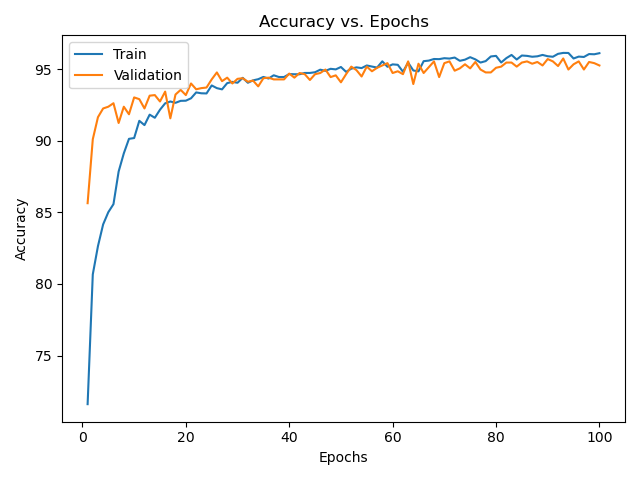 Accuracy vs. Epochs
Train
Validation
95
90
85
80
75
Accuracy
0 20 40 60 80 100
Epochs